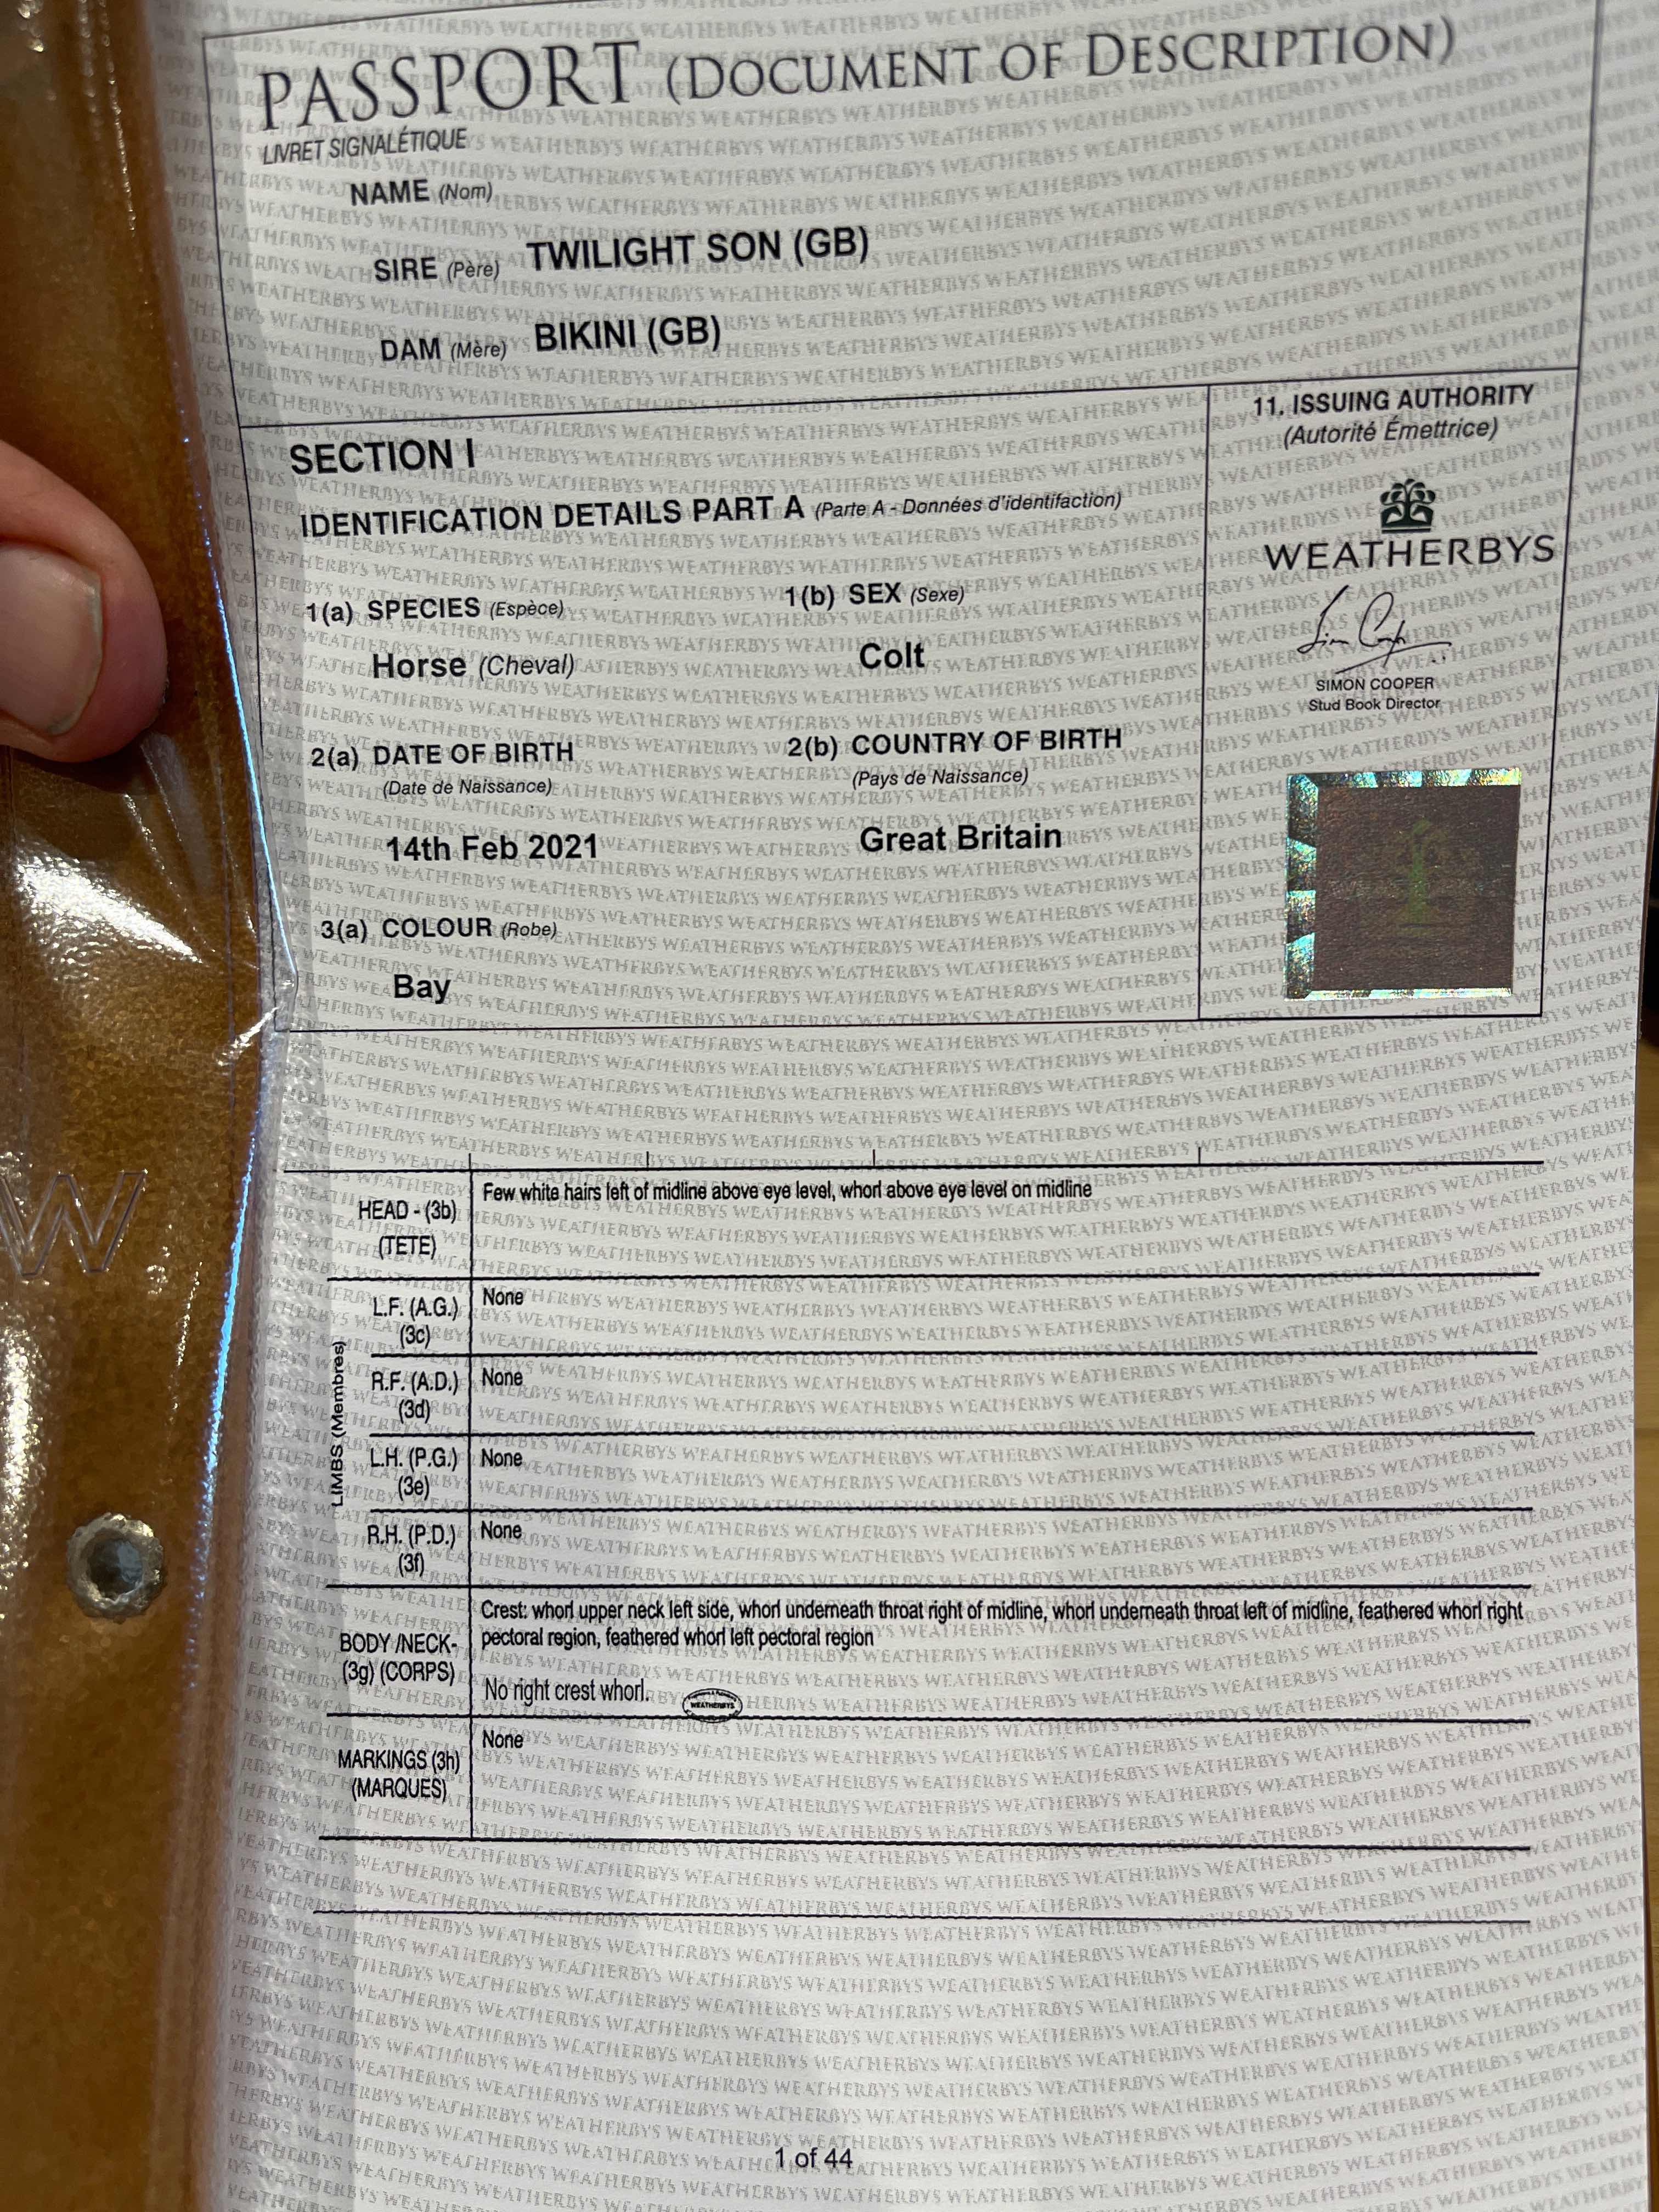 PASSPORT (DOCUMENT OF DESCRIPTION)
LIVRET SIGNALÉTIQUE
NAME (Nom)
SIRE (Père) TWILIGHT SON (GB)
DAM (Mère) BIKINI (GB)
SECTION I
IDENTIFICATION DETAILS PART A (Parte A - Données d'identifaction)
1(a) SPECIES (Espèce)
1(b) SEX (Sexe)
Horse (Cheval)
Colt
2(a) DATE OF BIRTH
(Date de Naissance)
2(b) COUNTRY OF BIRTH
(Pays de Naissance)
14th Feb 2021
Great Britain
3(a) COLOUR (Robe)
Bay
11. ISSUING AUTHORITY
(Autorité Émettrice)
WEATHERBYS
SIMON COOPER
Stud Book Director
HEAD - (3b)
(TETE)
Few white hairs left of midline above eye level, whorl above eye level on midline
LIMBS (Membres)
L.F. (A.G.)
(3c)
None
R.F. (A.D.)
(3d)
None
L.H. (P.G.)
(3e)
None
R.H. (P.D.)
(3f)
None
BODY /NECK-
(3g) (CORPS)
Crest: whorl upper neck left side, whorl underneath throat right of midline, whorl underneath throat left of midline, feathered whorl right
pectoral region, feathered whorl left pectoral region
No right crest whorl.
WEATHERBYS
MARKINGS (3h)
(MARQUES)
None
1 of 44
W